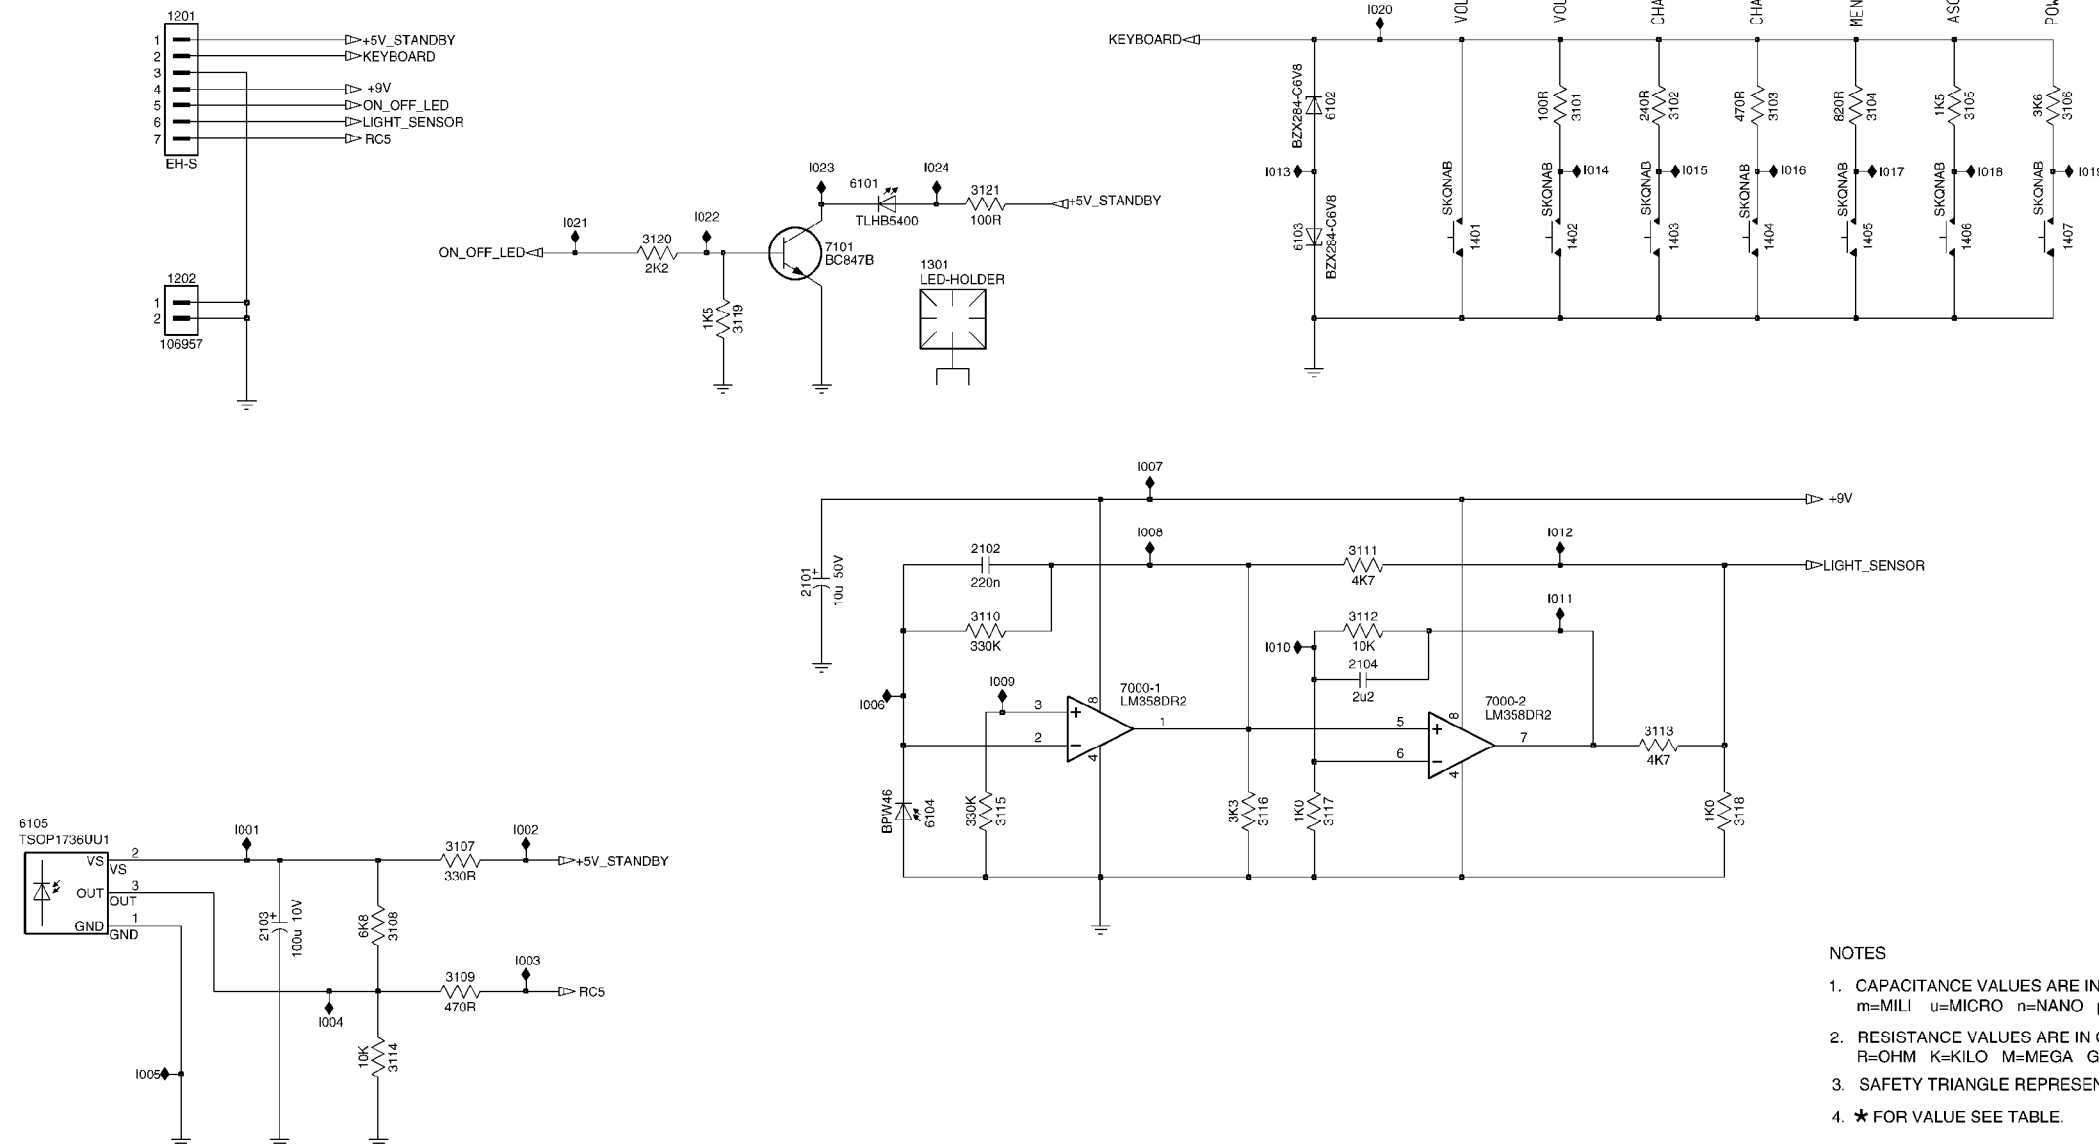 1201
1
2
3
4
5
6
7
EH-S
+5V_STANDBY
KEYBOARD
+9V
ON_OFF_LED
LIGHT_SENSOR
RC5
1202
1
2
106957
ON_OFF_LED
I021
3120
2K2
I022
1K5
3119
I023
7101
BC847B
6101
TLHB5400
I024
3121
100R
+5V_STANDBY
1301
LED-HOLDER
KEYBOARD
I020
BZX284-C6V8
6102
I013
6103
BZX284-C6V8
SKQNAB
1401
100R
3101
I014
SKQNAB
1402
240R
3102
I015
SKQNAB
1403
470R
3103
I016
SKQNAB
1404
820R
3104
I017
SKQNAB
1405
1K5
3105
I018
SKQNAB
1406
3K6
3106
I019
SKQNAB
1407
I007
+9V
2101
+
10u 50V
2102
220n
I008
3111
4K7
I012
LIGHT_SENSOR
3110
330K
3112
10K
I011
I010
2104
2u2
I006
I009
3
2
+
−
8
4
7000-1
LM358DR2
1
5
6
+
−
8
4
7000-2
LM358DR2
7
3113
4K7
BPW46
6104
330K
3115
3K3
3116
1K0
3117
1K0
3118
6105
TSOP1736UU1
VS
2
VS
OUT
3
OUT
GND
1
GND
I001
3107
330R
I002
+5V_STANDBY
2103
+
100u 10V
6K8
3108
I004
3109
470R
I003
RC5
10K
3114
I005
NOTES
1. CAPACITANCE VALUES ARE IN
m=MILI u=MICRO n=NANO
2. RESISTANCE VALUES ARE IN
R=OHM K=KILO M=MEGA G
3. SAFETY TRIANGLE
4. * FOR VALUE SEE TABLE.